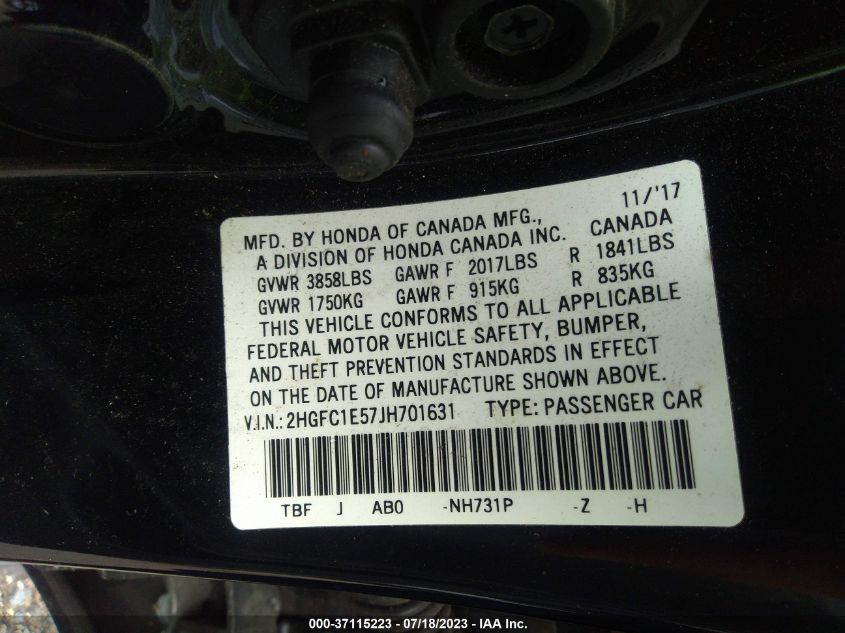 11/'17
MFD. BY HONDA OF CANADA MFG., CANADA
A DIVISION OF HONDA CANADA INC.
GVWR 3858LBS GAWR F 2017LBS R 1841LBS
GVWR 1750KG GAWR F 915KG R 835KG
THIS VEHICLE CONFORMS TO ALL APPLICABLE
FEDERAL MOTOR VEHICLE SAFETY, BUMPER,
AND THEFT PREVENTION STANDARDS IN EFFECT
ON THE DATE OF MANUFACTURE SHOWN ABOVE.
V.I.N.: 2HGFC1E57JH701631 TYPE: PASSENGER CAR
TBF J AB0 -NH731P -Z -H
000-37115223 - 07/18/2023 - IAA Inc.